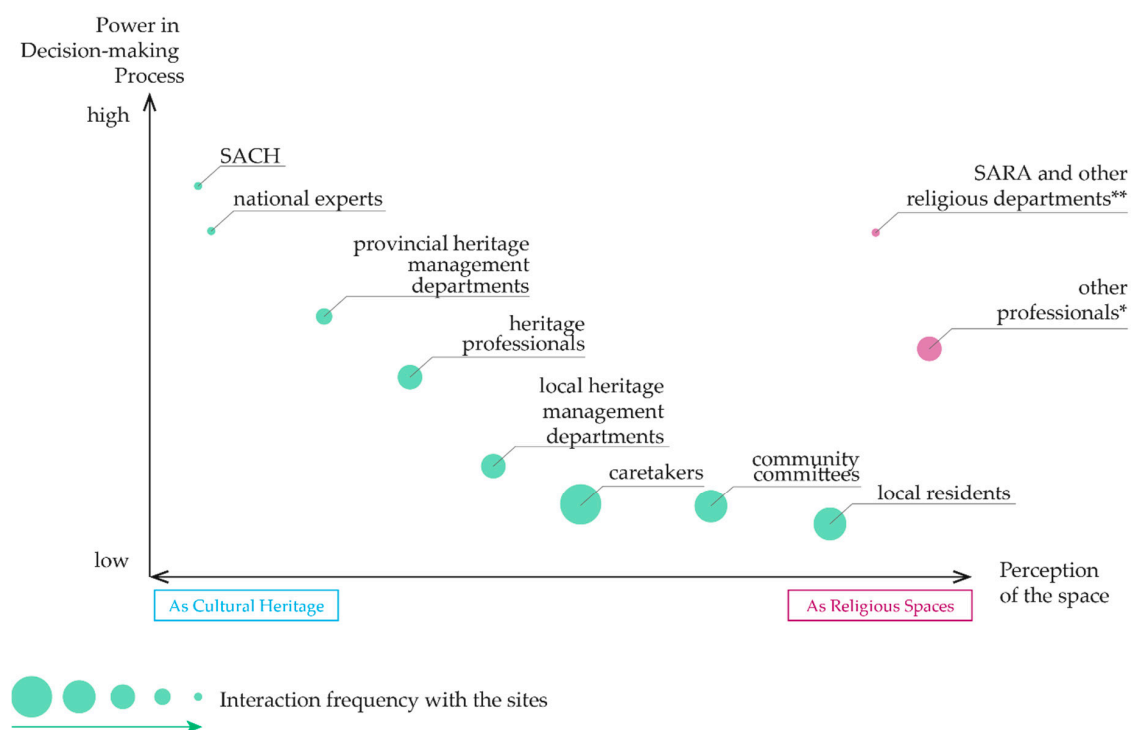 Power in
Decision-making
Process
high
SACH
national experts
provincial heritage
management
departments
heritage
professionals
local heritage
management
departments
caretakers
community
committees
local residents
SARA and other
religious departments**
other
professionals*
low
Perception
of the space
As Cultural Heritage
As Religious Spaces
Interaction frequency with the sites